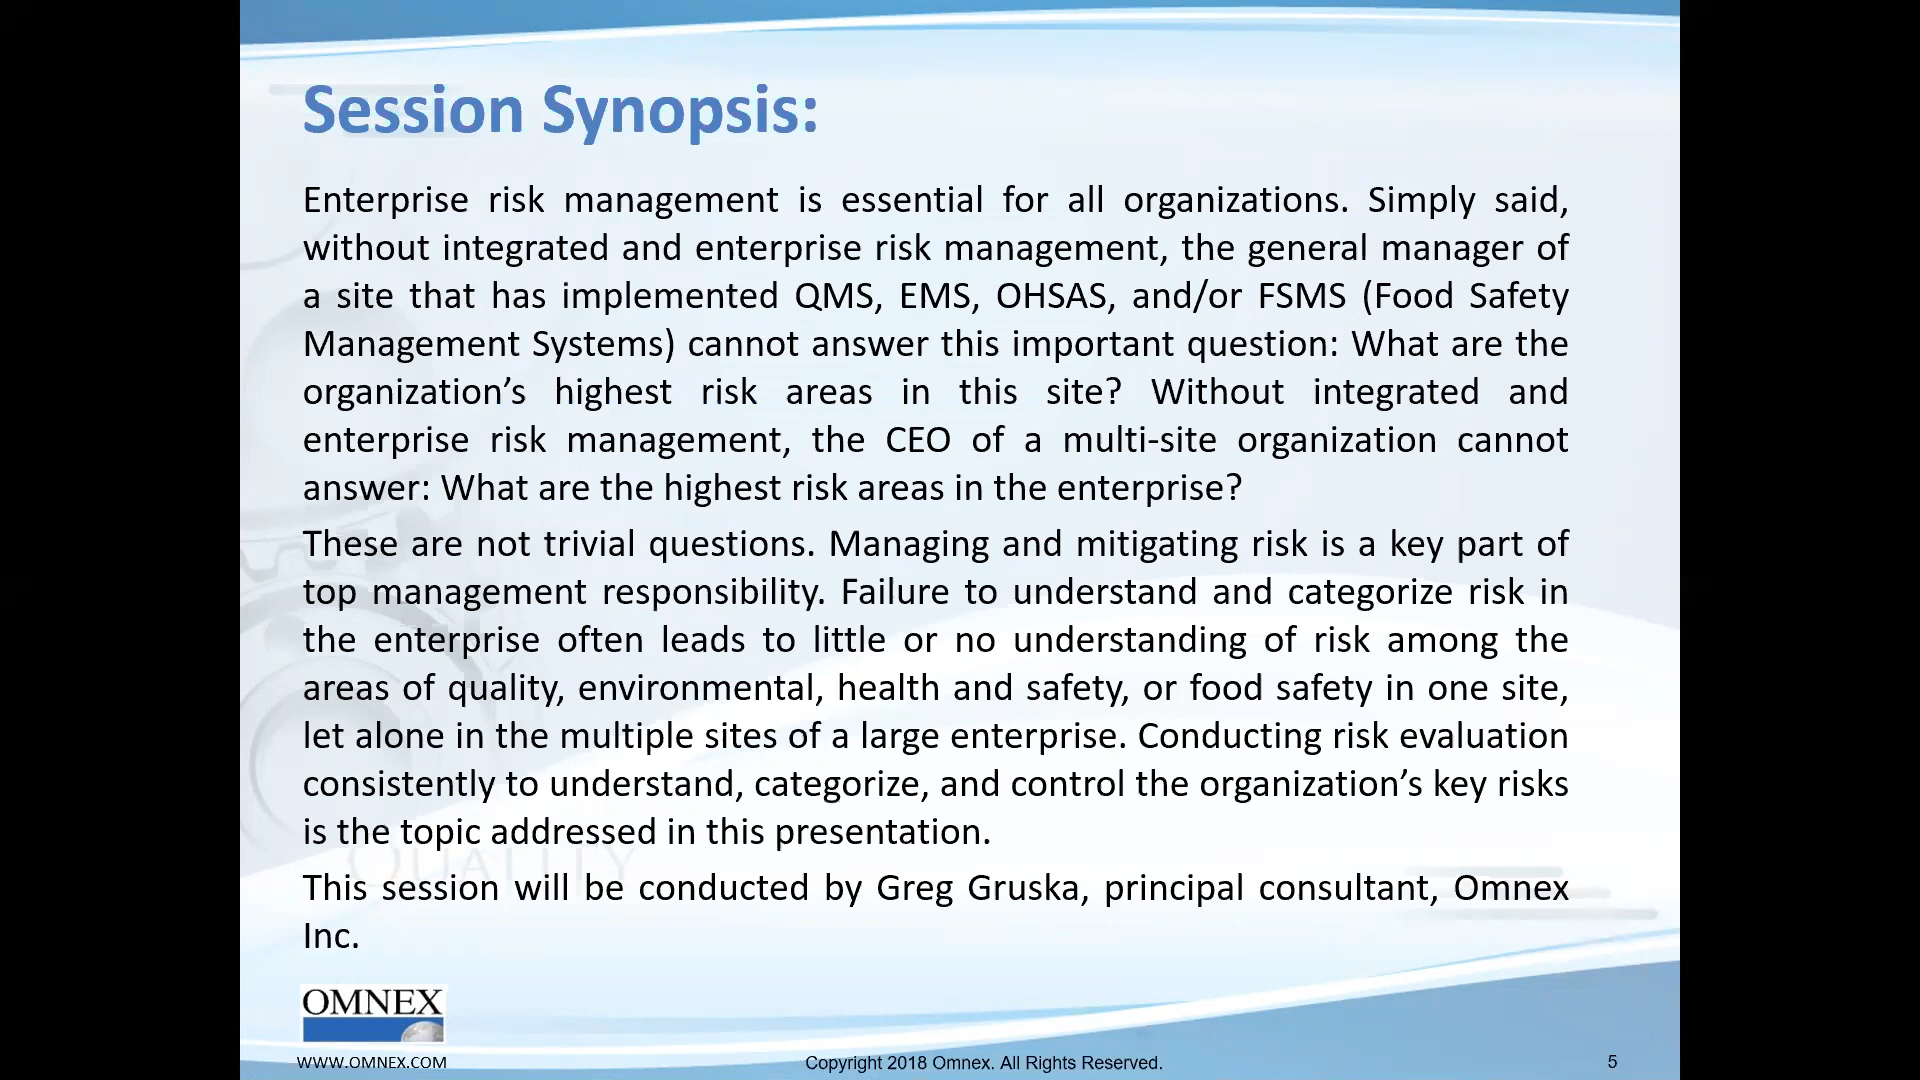 Session Synopsis:
Enterprise risk management is essential for all organizations. Simply said,
without integrated and enterprise risk management, the general manager of
a site that has implemented QMS, EMS, OHSAS, and/or FSMS (Food Safety
Management Systems) cannot answer this important question: What are the
organization’s highest risk areas in this site? Without integrated and
enterprise risk management, the CEO of a multi-site organization cannot
answer: What are the highest risk areas in the enterprise?
These are not trivial questions. Managing and mitigating risk is a key part of
top management responsibility. Failure to understand and categorize risk in
the enterprise often leads to little or no understanding of risk among the
areas of quality, environmental, health and safety, or food safety in one site,
let alone in the multiple sites of a large enterprise. Conducting risk evaluation
consistently to understand, categorize, and control the organization’s key risks
is the topic addressed in this presentation.
QUALITY
This session will be conducted by Greg Gruska, principal consultant, Omnex
Inc.
OMNEX
WWW.OMNEX.COM
Copyright 2018 Omnex. All Rights Reserved.
5